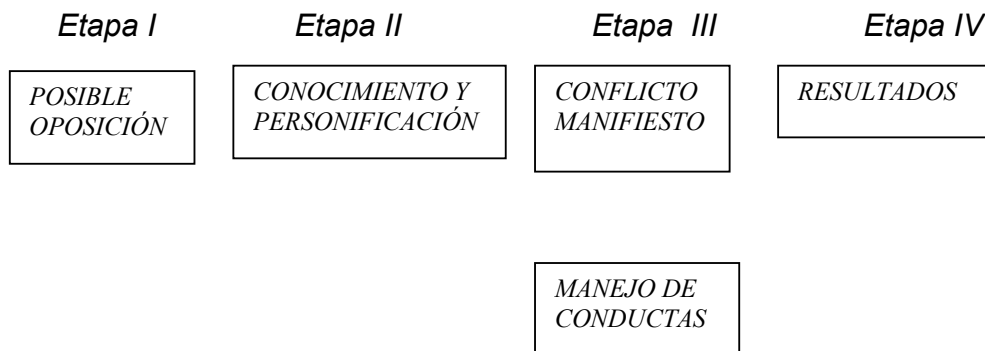 Etapa I Etapa II Etapa III Etapa IV
POSIBLE
OPOSICIÓN
CONOCIMIENTO Y
PERSONIFICACIÓN
CONFLICTO
MANIFIESTO
RESULTADOS
MANEJO DE
CONDUCTAS